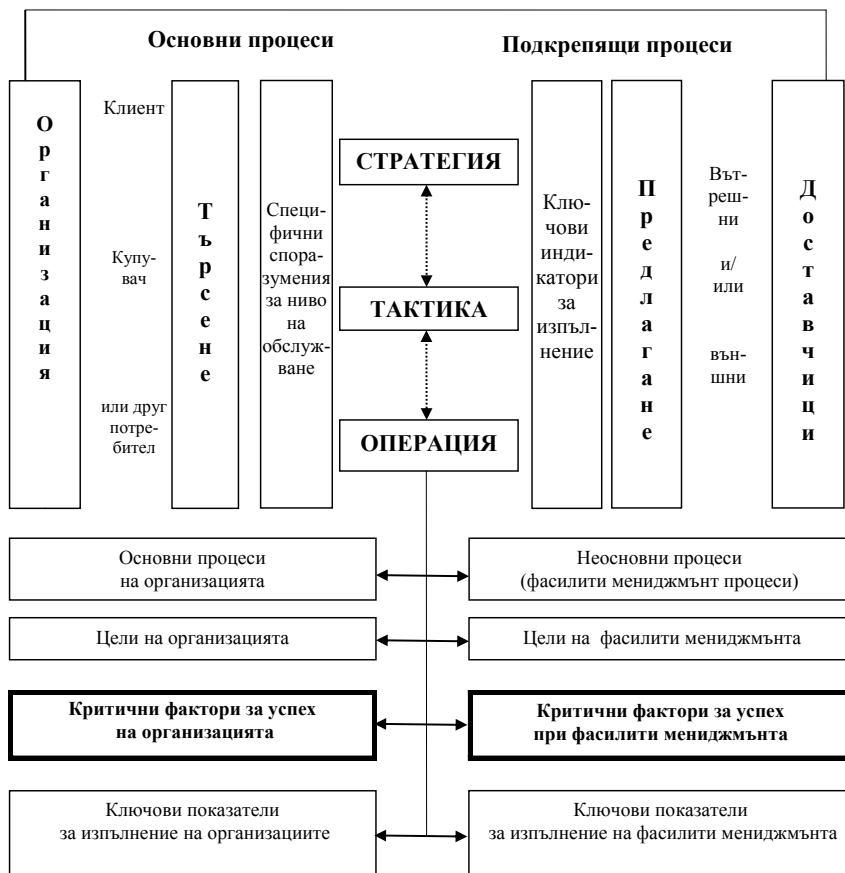 Основни процеси
Подкрепящи процеси
Организация
Клиент
Купу-
вач
или друг
потре-
бител
Търсене
Специ-
фични
спора-
зумения
за ниво
на
обслуж-
ване
СТРАТЕГИЯ
ТАКТИКА
ОПЕРАЦИЯ
Клю-
чови
инди-
катори
за
изпъл-
нение
Предлагане
Вът-
реш-
ни
и/
или
вън-
шни
Доставчици
Основни процеси
на организацията
Неосновни процеси
(фасилити мениджмънт процеси)
Цели на организацията
Цели на фасилити мениджмънта
Критични фактори за успех
на организацията
Критични фактори за успех
при фасилити мениджмънта
Ключови показатели
за изпълнение на организациите
Ключови показатели
за изпълнение на фасилити мениджмънта